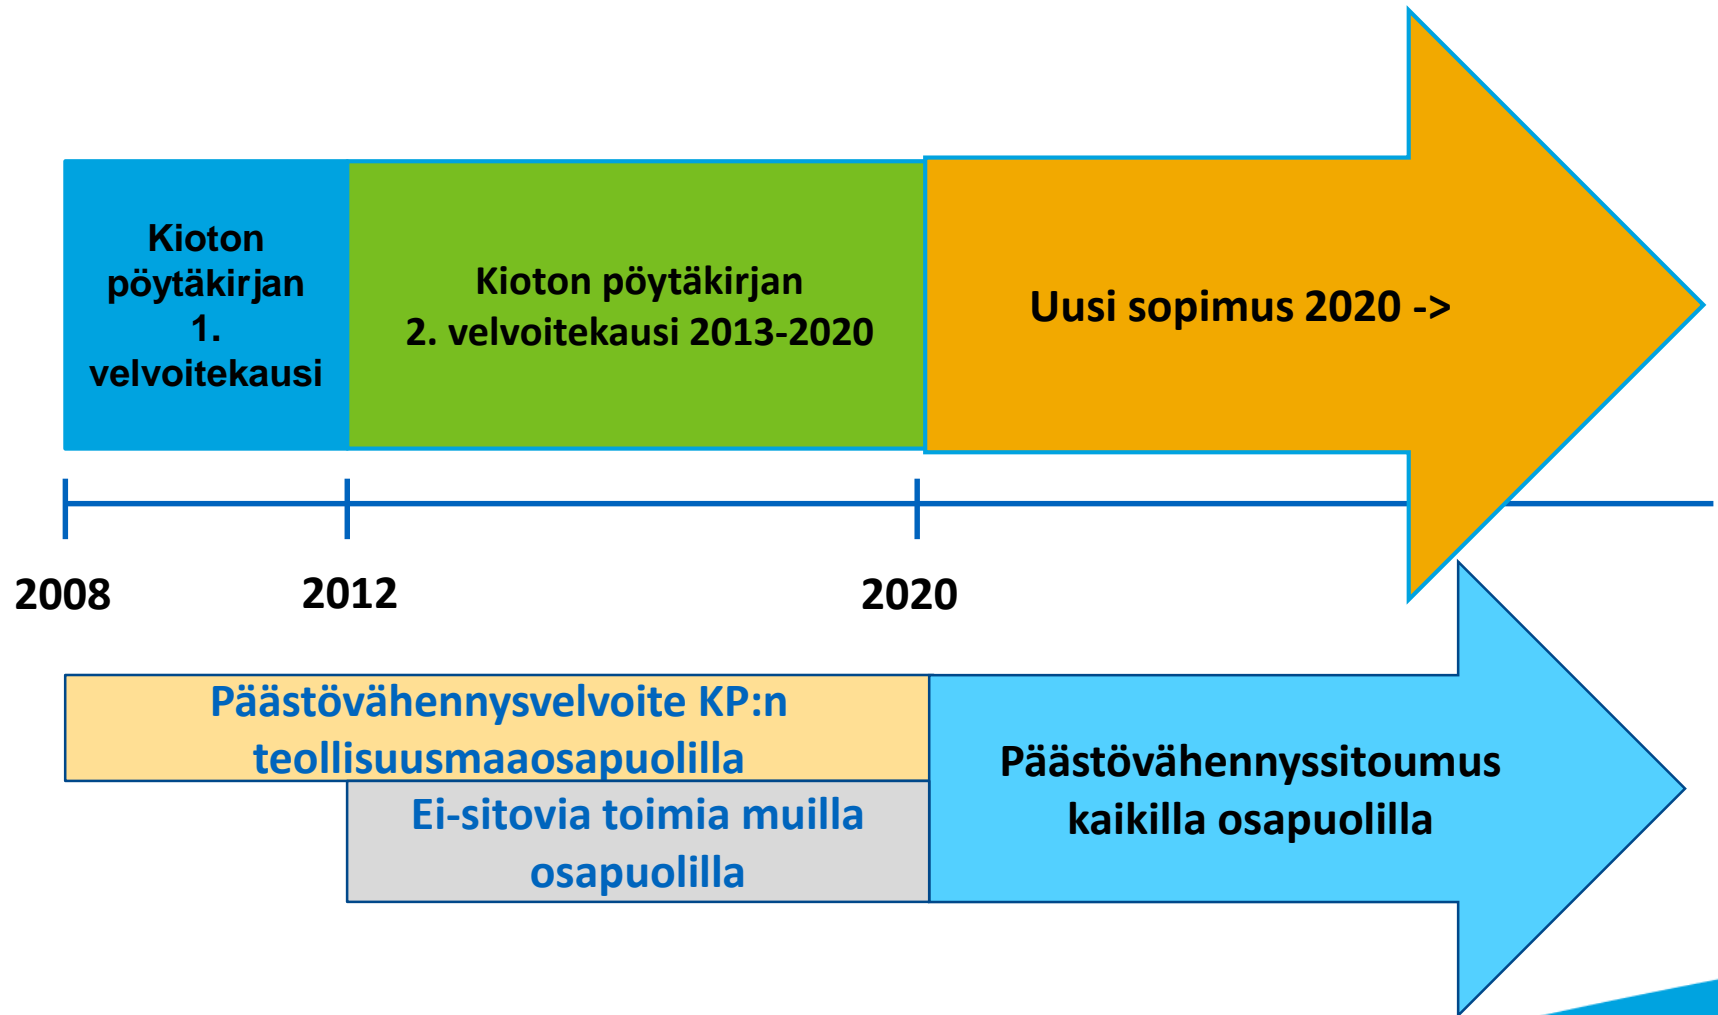 Kioton
pöytäkirjan
1.
velvoitekausi
Kioton pöytäkirjan
2. velvoitekausi 2013-2020
Uusi sopimus 2020 ->
2008
2012
2020
Päästövähennysvelvoite KP:n
teollisuusmaaosapuolilla
Ei-sitovia toimia muilla
osapuolilla
Päästövähennyssitoumus
kaikilla osapuolilla